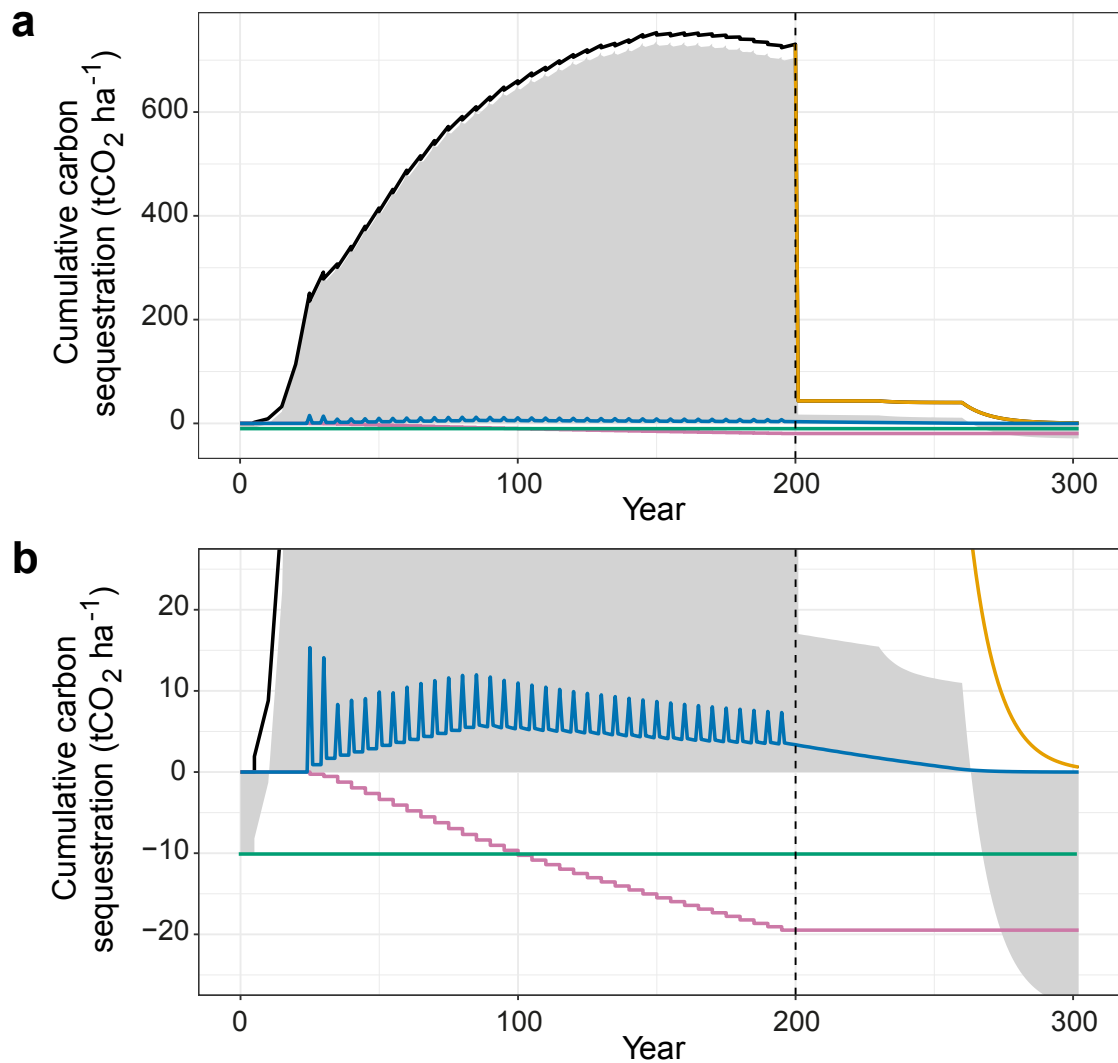 a
Cumulative carbon
sequestration (tCO₂ ha⁻¹)
600
400
200
0
0 100 200 300
Year
b
Cumulative carbon
sequestration (tCO₂ ha⁻¹)
20
10
0
−10
−20
0 100 200 300
Year